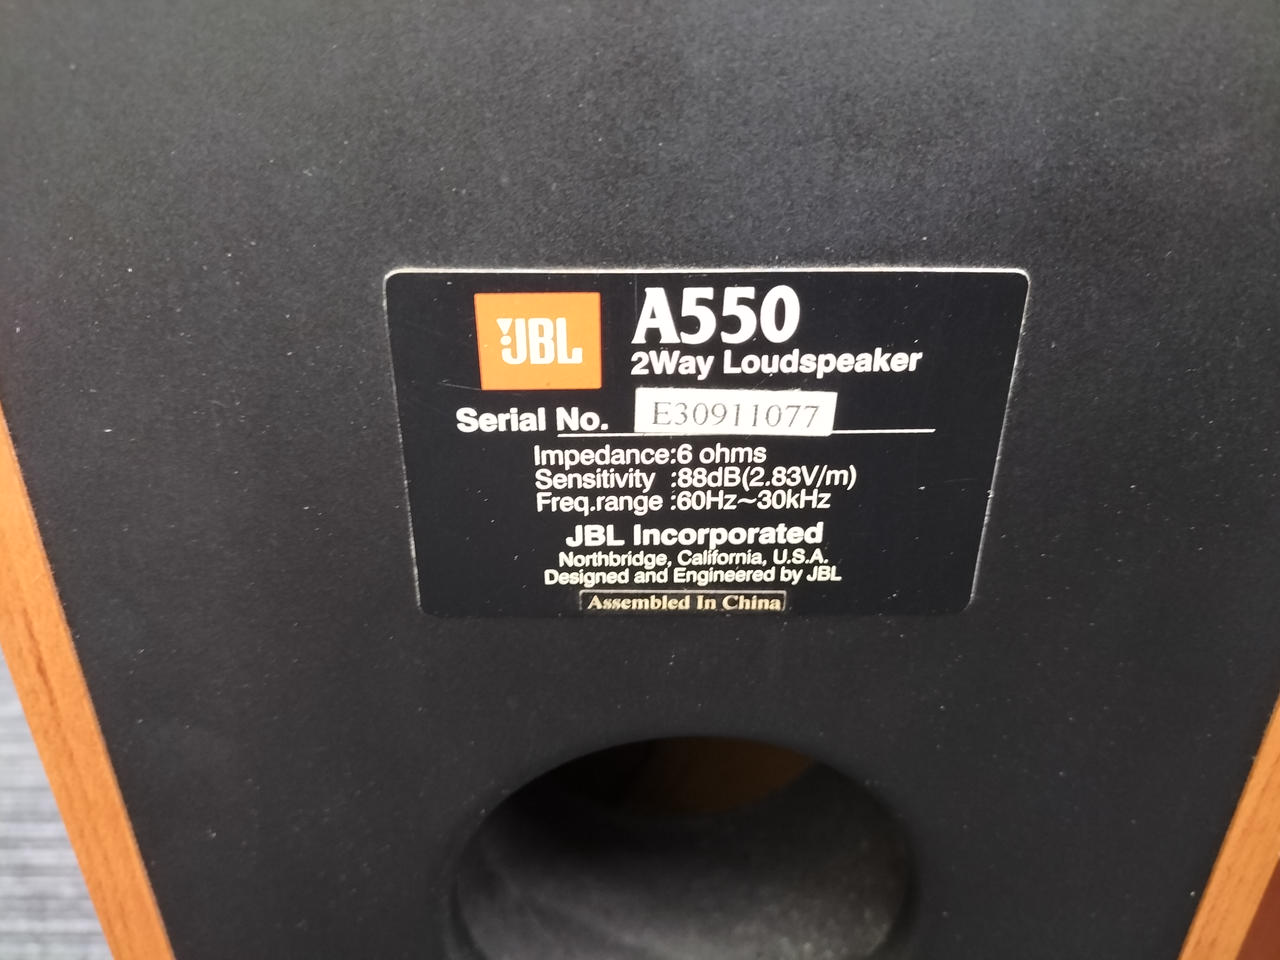 JBL
A550
2Way Loudspeaker
Serial No. E30911077
Impedance:6 ohms
Sensitivity :88dB(2.83V/m)
Freq.range :60Hz~30kHz
JBL Incorporated
Northbridge, California, U.S.A.
Designed and Engineered by JBL
Assembled In China